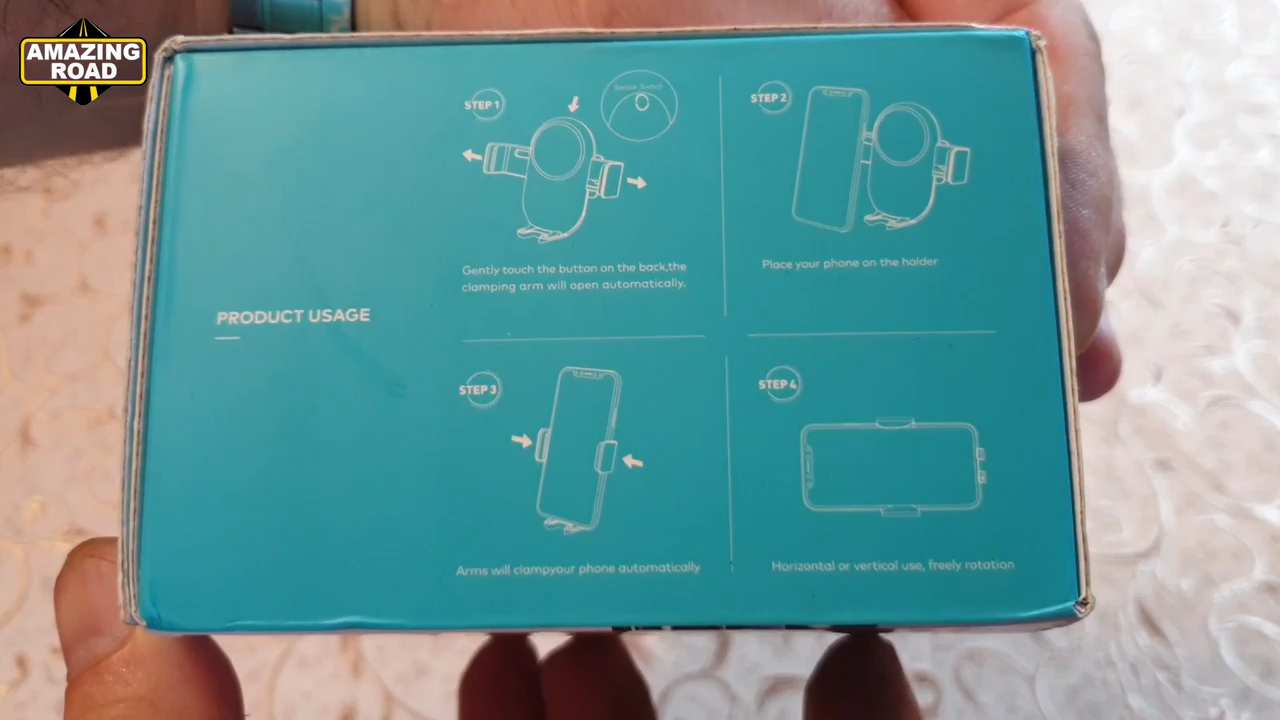 AMAZING
ROAD
PRODUCT USAGE
STEP 1
Sensor Switch
Gently touch the button on the back,the
clamping arm will open automatically.
STEP 2
Place your phone on the holder
STEP 3
Arms will clampyour phone automatically
STEP 4
Horizontal or vertical use, freely rotation